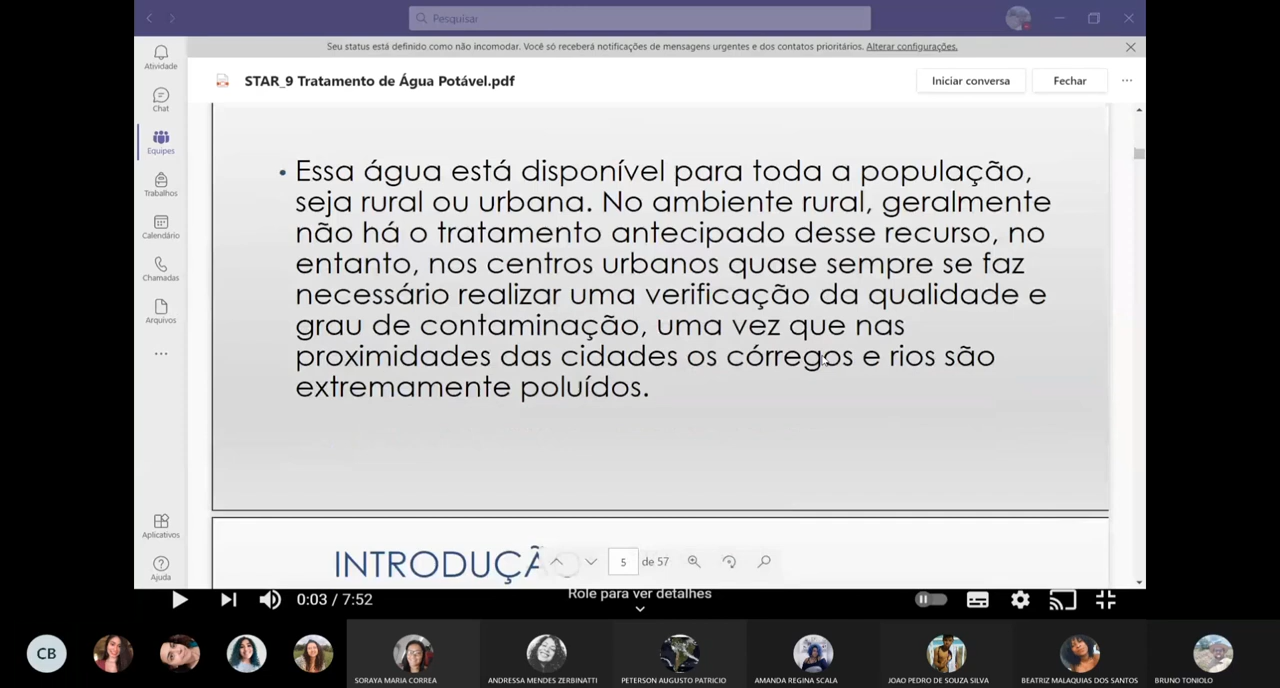 Pesquisar
Seu status está definido como não incomodar. Você só receberá notificações de mensagens urgentes e dos contatos prioritários. Alterar configurações.
Atividade
Chat
Equipes
Trabalhos
Calendário
Chamadas
Arquivos
Aplicativos
Ajuda
STAR_9 Tratamento de Água Potável.pdf
Iniciar conversa
Fechar
• Essa água está disponível para toda a população,
seja rural ou urbana. No ambiente rural, geralmente
não há o tratamento antecipado desse recurso, no
entanto, nos centros urbanos quase sempre se faz
necessário realizar uma verificação da qualidade e
grau de contaminação, uma vez que nas
proximidades das cidades os córregos e rios são
extremamente poluídos.
INTRODUÇÃO
5 de 57
0:03 / 7:52
Role para ver detalhes
CB
SORAYA MARIA CORREA
ANDRESSA MENDES ZERBINATTI
PETERSON AUGUSTO PATRICIO
AMANDA REGINA SCALA
JOAO PEDRO DE SOUZA SILVA
BEATRIZ MALAQUIAS DOS SANTOS
BRUNO TONIOLO